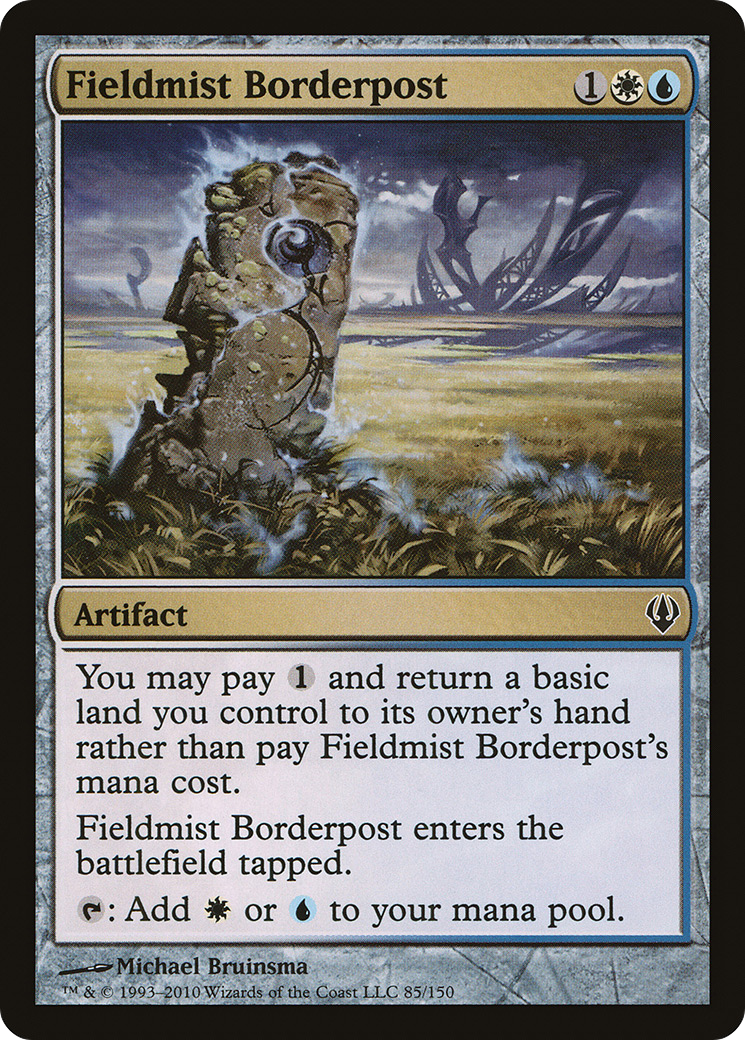 Fieldmist Borderpost 1
Artifact
You may pay 1 and return a basic
land you control to its owner's hand
rather than pay Fieldmist Borderpost's
mana cost.
Fieldmist Borderpost enters the
battlefield tapped.
: Add or to your mana pool.
Michael Bruinsma
™ & © 1993–2010 Wizards of the Coast LLC 85/150